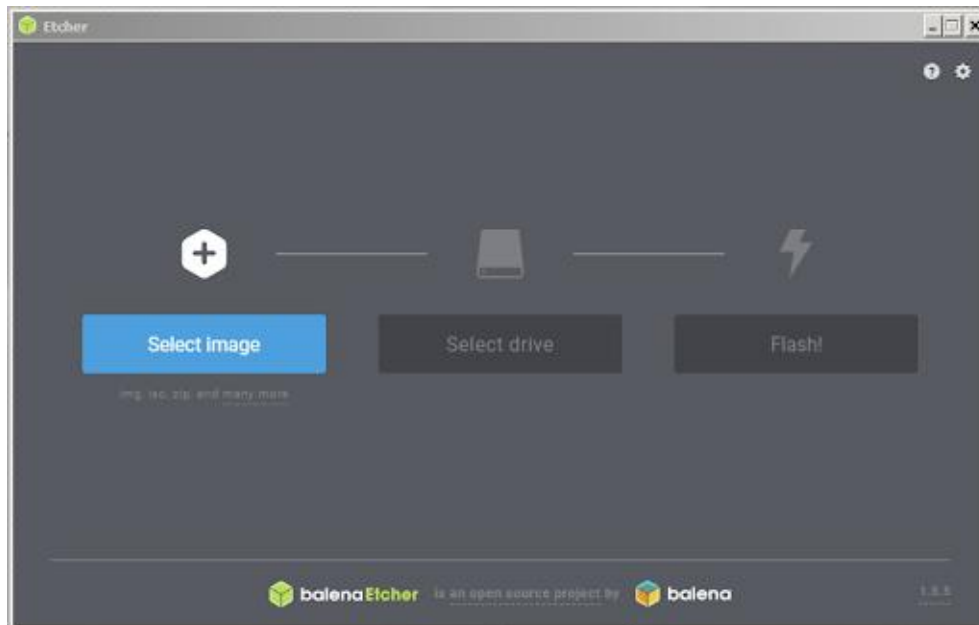 Etcher
Select image
Select drive
Flash!
img, iso, zip, and many more
balenaEtcher is an open source project by balena